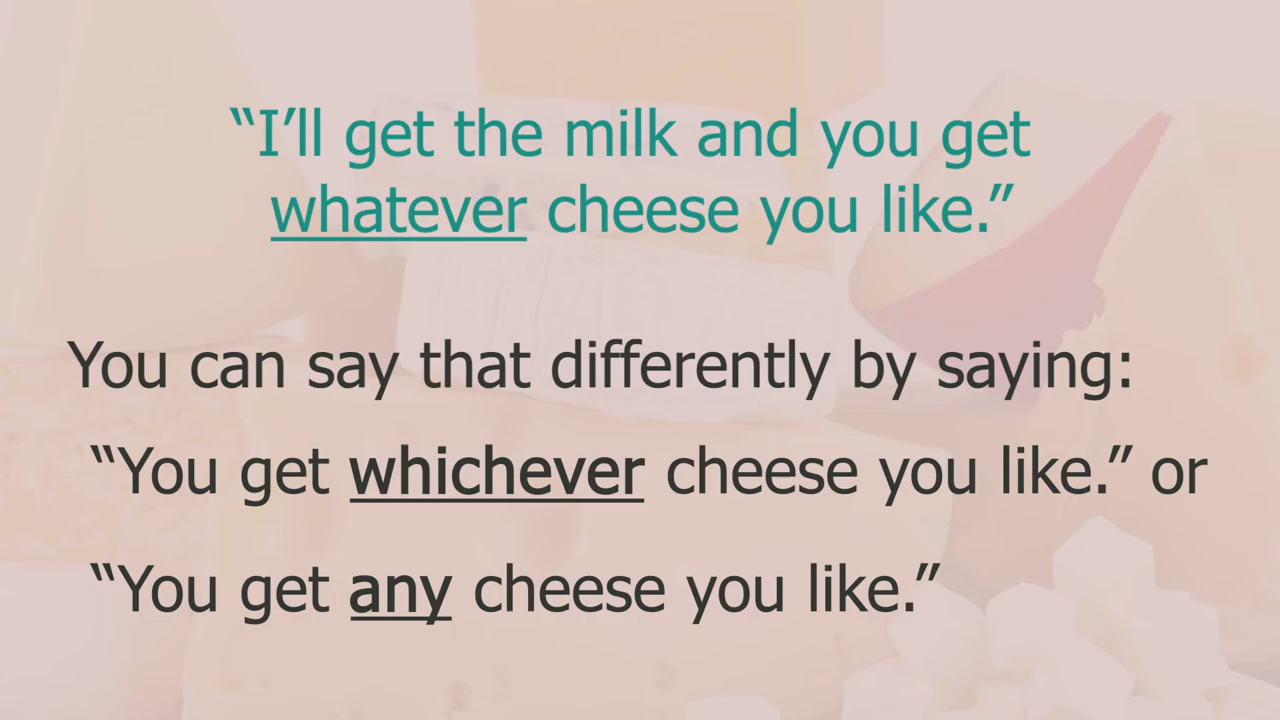 “I’ll get the milk and you get
whatever cheese you like.”
You can say that differently by saying:
“You get whichever cheese you like.” or
“You get any cheese you like.”